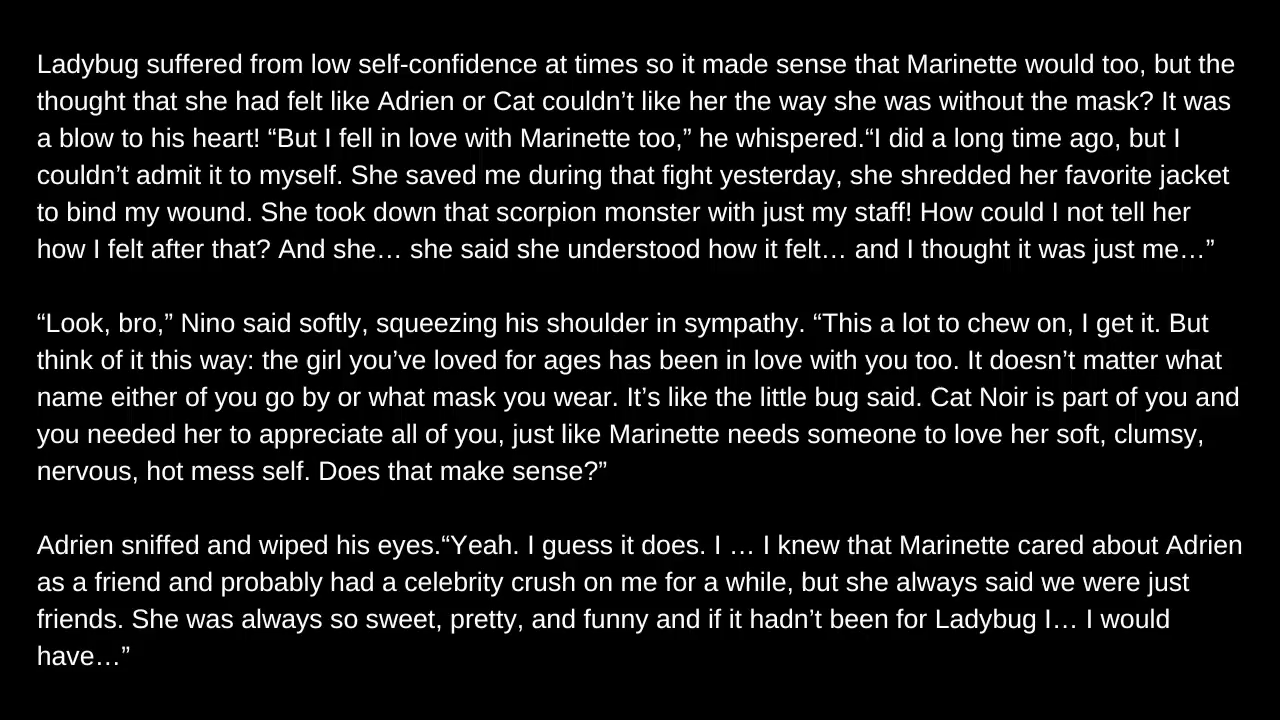 Ladybug suffered from low self-confidence at times so it made sense that Marinette would too, but the
thought that she had felt like Adrien or Cat couldn’t like her the way she was without the mask? It was
a blow to his heart! “But I fell in love with Marinette too,” he whispered.“I did a long time ago, but I
couldn’t admit it to myself. She saved me during that fight yesterday, she shredded her favorite jacket
to bind my wound. She took down that scorpion monster with just my staff! How could I not tell her
how I felt after that? And she… she said she understood how it felt… and I thought it was just me…”
“Look, bro,” Nino said softly, squeezing his shoulder in sympathy. “This a lot to chew on, I get it. But
think of it this way: the girl you’ve loved for ages has been in love with you too. It doesn’t matter what
name either of you go by or what mask you wear. It’s like the little bug said. Cat Noir is part of you and
you needed her to appreciate all of you, just like Marinette needs someone to love her soft, clumsy,
nervous, hot mess self. Does that make sense?”
Adrien sniffed and wiped his eyes.“Yeah. I guess it does. I … I knew that Marinette cared about Adrien
as a friend and probably had a celebrity crush on me for a while, but she always said we were just
friends. She was always so sweet, pretty, and funny and if it hadn’t been for Ladybug I… I would
have…”